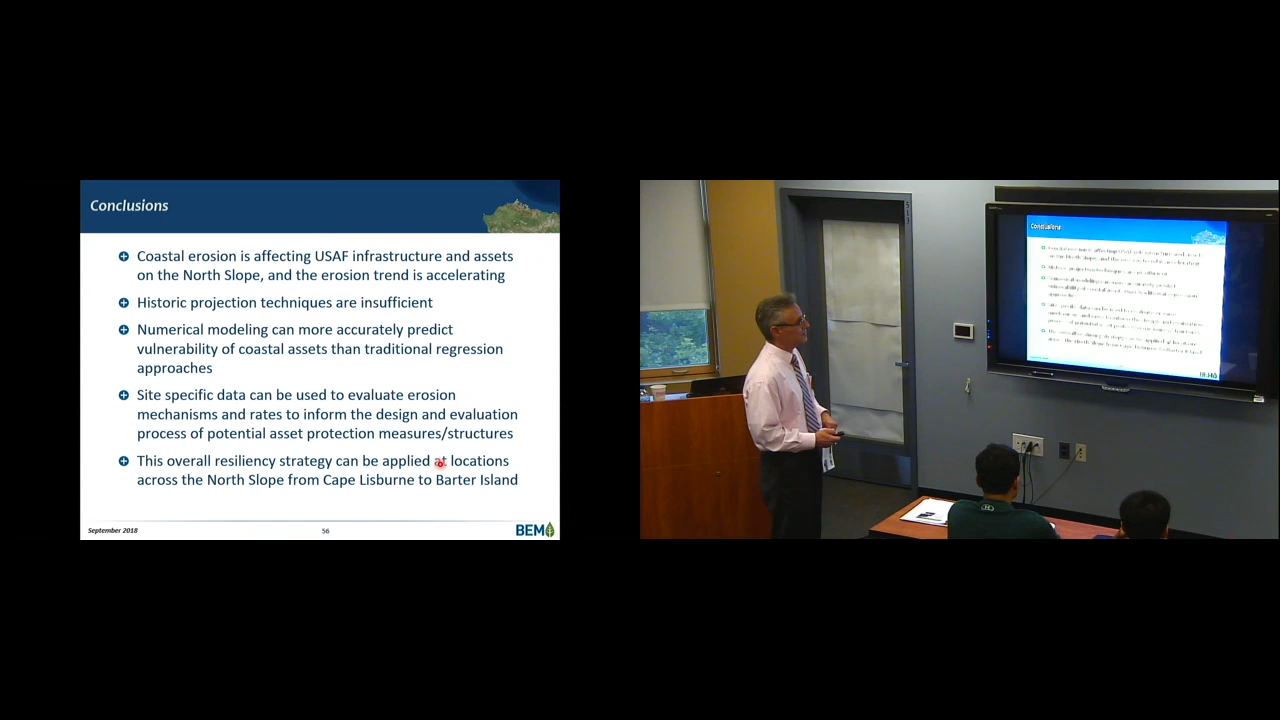 Conclusions
Coastal erosion is affecting USAF infrastructure and assets
on the North Slope, and the erosion trend is accelerating
Historic projection techniques are insufficient
Numerical modeling can more accurately predict
vulnerability of coastal assets than traditional regression
approaches
Site specific data can be used to evaluate erosion
mechanisms and rates to inform the design and evaluation
process of potential asset protection measures/structures
This overall resiliency strategy can be applied at locations
across the North Slope from Cape Lisburne to Barter Island
September 2018
56
BEM
Conclusions